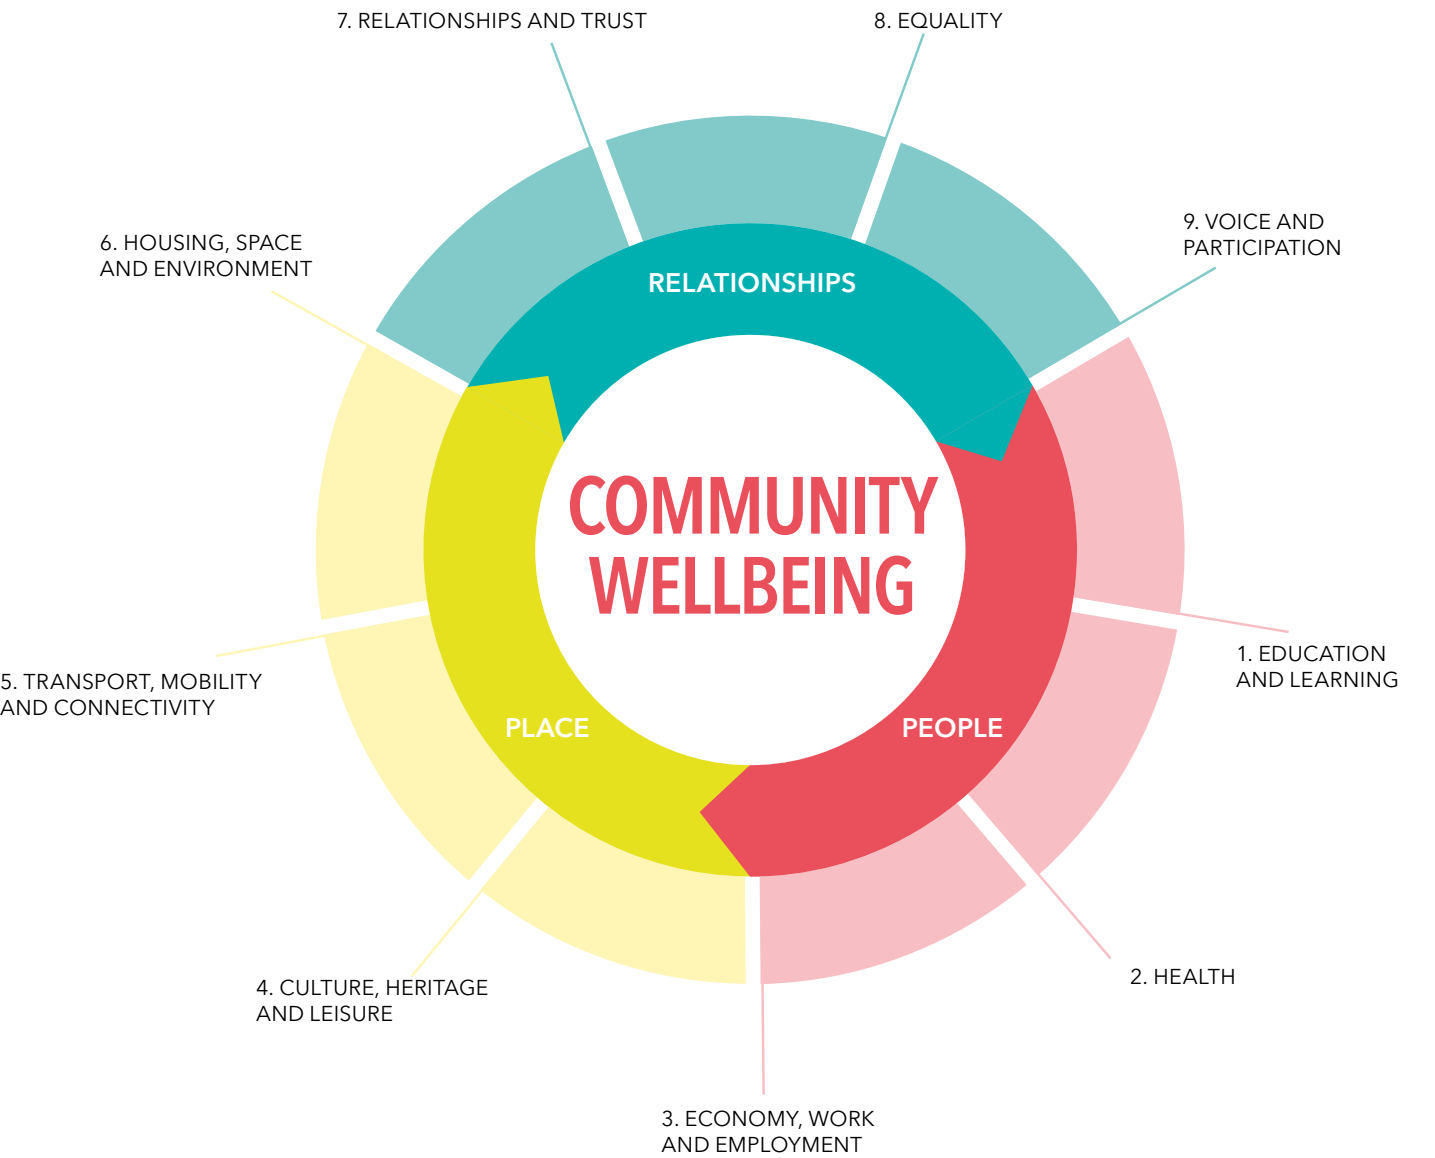 7. RELATIONSHIPS AND TRUST
8. EQUALITY
9. VOICE AND
PARTICIPATION
6. HOUSING, SPACE
AND ENVIRONMENT
RELATIONSHIPS
COMMUNITY
WELLBEING
1. EDUCATION
AND LEARNING
5. TRANSPORT, MOBILITY
AND CONNECTIVITY
PLACE
PEOPLE
2. HEALTH
4. CULTURE, HERITAGE
AND LEISURE
3. ECONOMY, WORK
AND EMPLOYMENT